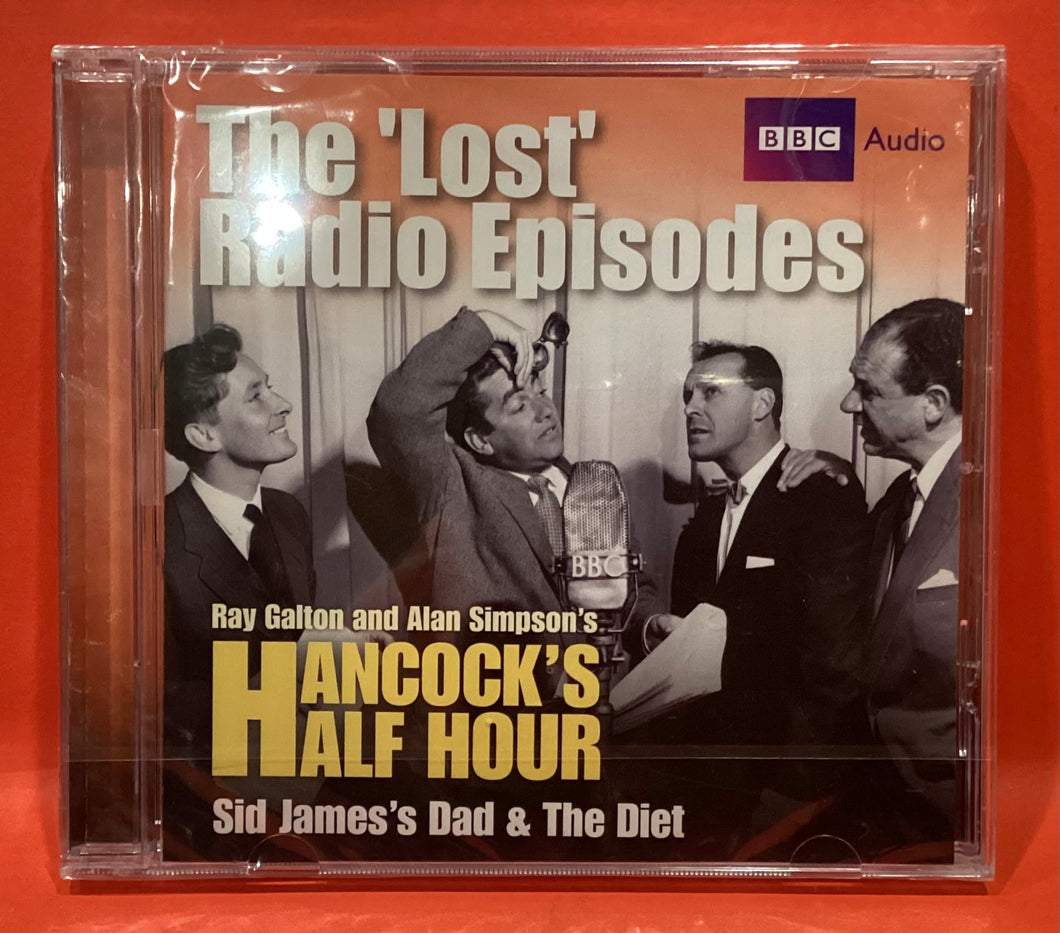 The 'Lost'
Radio Episodes
BBC Audio
BBC
Ray Galton and Alan Simpson's
HANCOCK'S
HALF HOUR
Sid James's Dad & The Diet